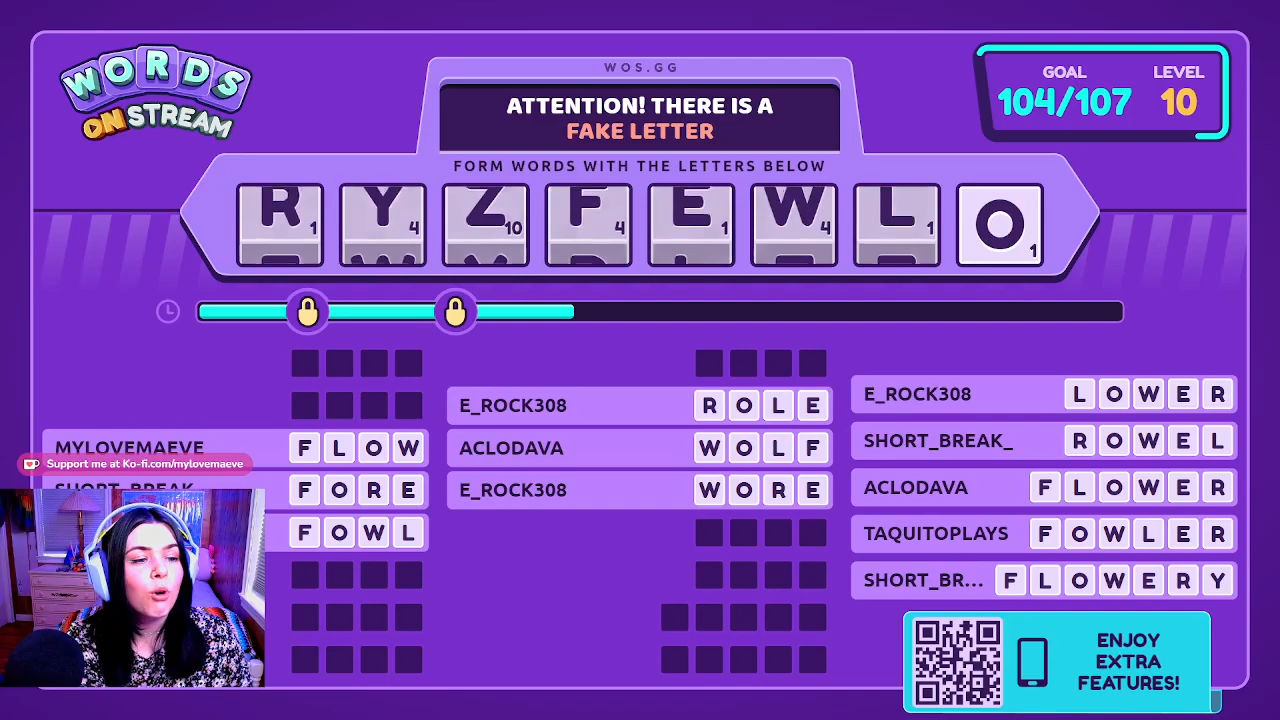 WORDS
ON STREAM
WOS.GG
ATTENTION! THERE IS A
FAKE LETTER
FORM WORDS WITH THE LETTERS BELOW
GOAL
104/107
LEVEL
10
R 1 Y 4 Z 10 F 4 E 1 W 4 L 1 O 1
MYLOVEMAEVE FLOW
Support me at Ko-fi.com/mylovemaeve
FORE
FOWL
E_ROCK308 ROLE
ACLODAVA WOLF
E_ROCK308 WORE
E_ROCK308 LOWER
SHORT_BREAK_ ROWEL
ACLODAVA FLOWER
TAQUITOPLAYS FOWLER
SHORT_BR... FLOWERY
ENJOY
EXTRA
FEATURES!